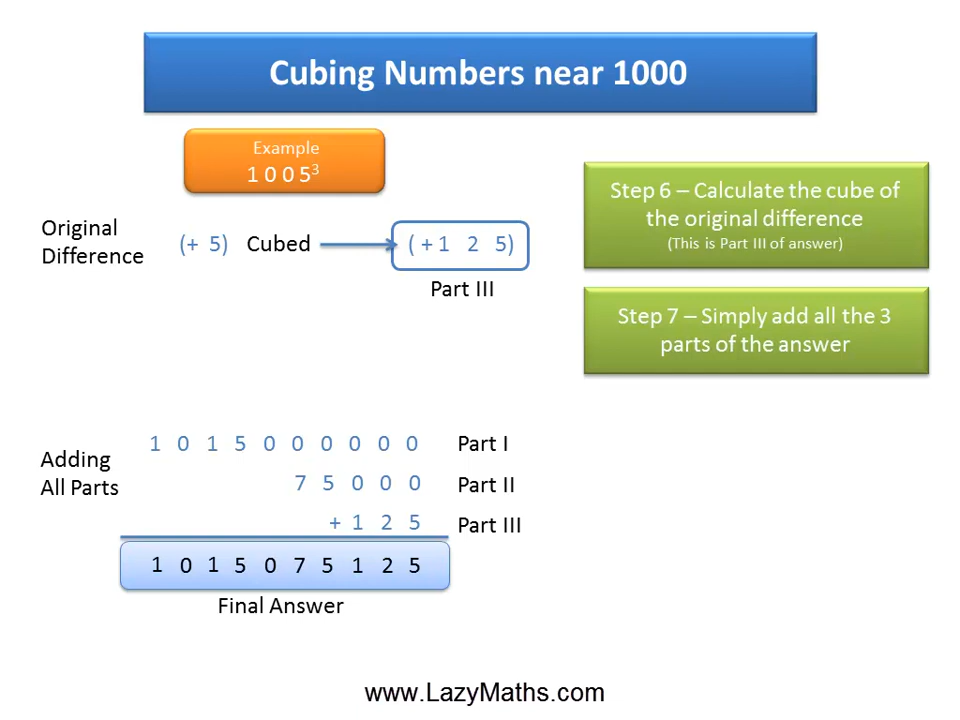 Cubing Numbers near 1000
Example
1 0 0 5³
Original
Difference
(+ 5) Cubed
( + 1 2 5)
Part III
Step 6 – Calculate the cube of
the original difference
(This is Part III of answer)
Step 7 – Simply add all the 3
parts of the answer
Adding
All Parts
1 0 1 5 0 0 0 0 0 0 Part I
7 5 0 0 0 Part II
+ 1 2 5 Part III
1 0 1 5 0 7 5 1 2 5
Final Answer
www.LazyMaths.com